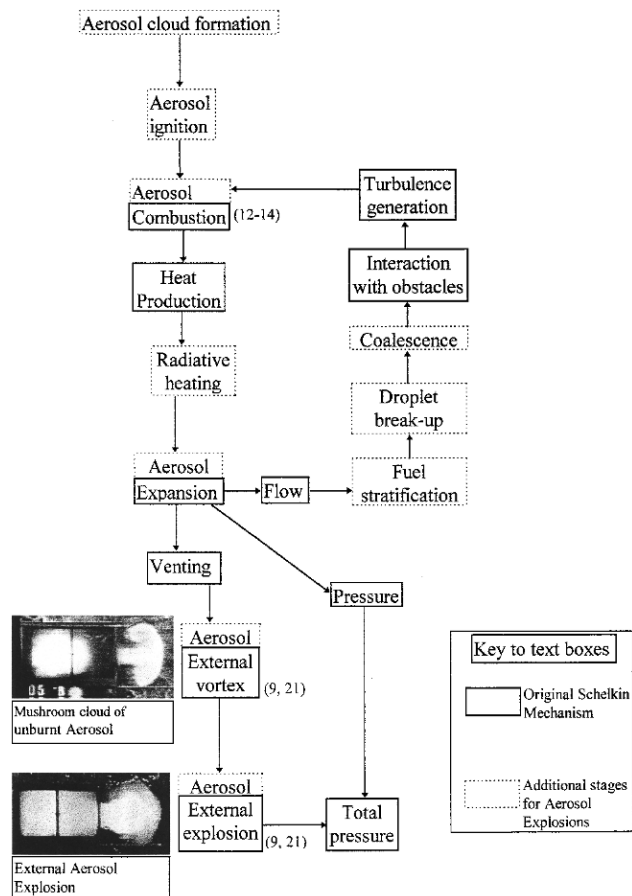 Aerosol cloud formation
Aerosol
ignition
Aerosol
Combustion
(12-14)
Turbulence
generation
Heat
Production
Interaction
with obstacles
Radiative
heating
Coalescence
Droplet
break-up
Aerosol
Expansion
Flow
Fuel
stratification
Venting
Pressure
Aerosol
External
vortex
(9, 21)
Mushroom cloud of
unburnt Aerosol
Aerosol
External
explosion
(9, 21)
Total
pressure
External Aerosol
Explosion
Key to text boxes
Original Schelkin
Mechanism
Additional stages
for Aerosol
Explosions